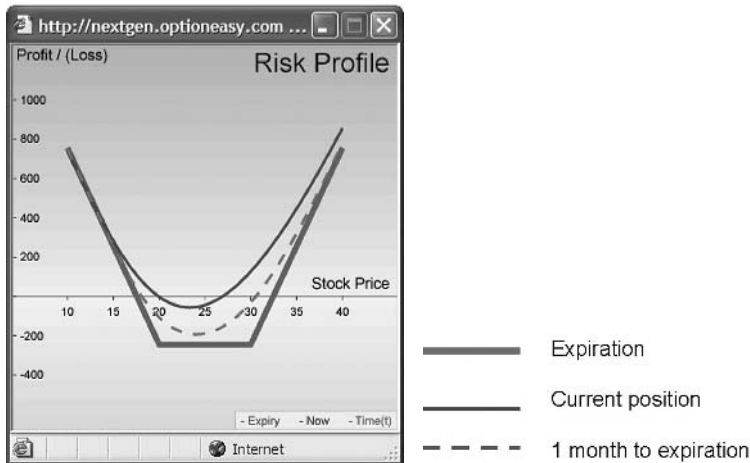 http://nextgen.optioneasy.com ...
Profit / (Loss)
Risk Profile
1000
800
600
400
200
Stock Price
10 15 20 25 30 35 40
-200
-400
- Expiry - Now - Time(t)
Internet
Expiration
Current position
1 month to expiration